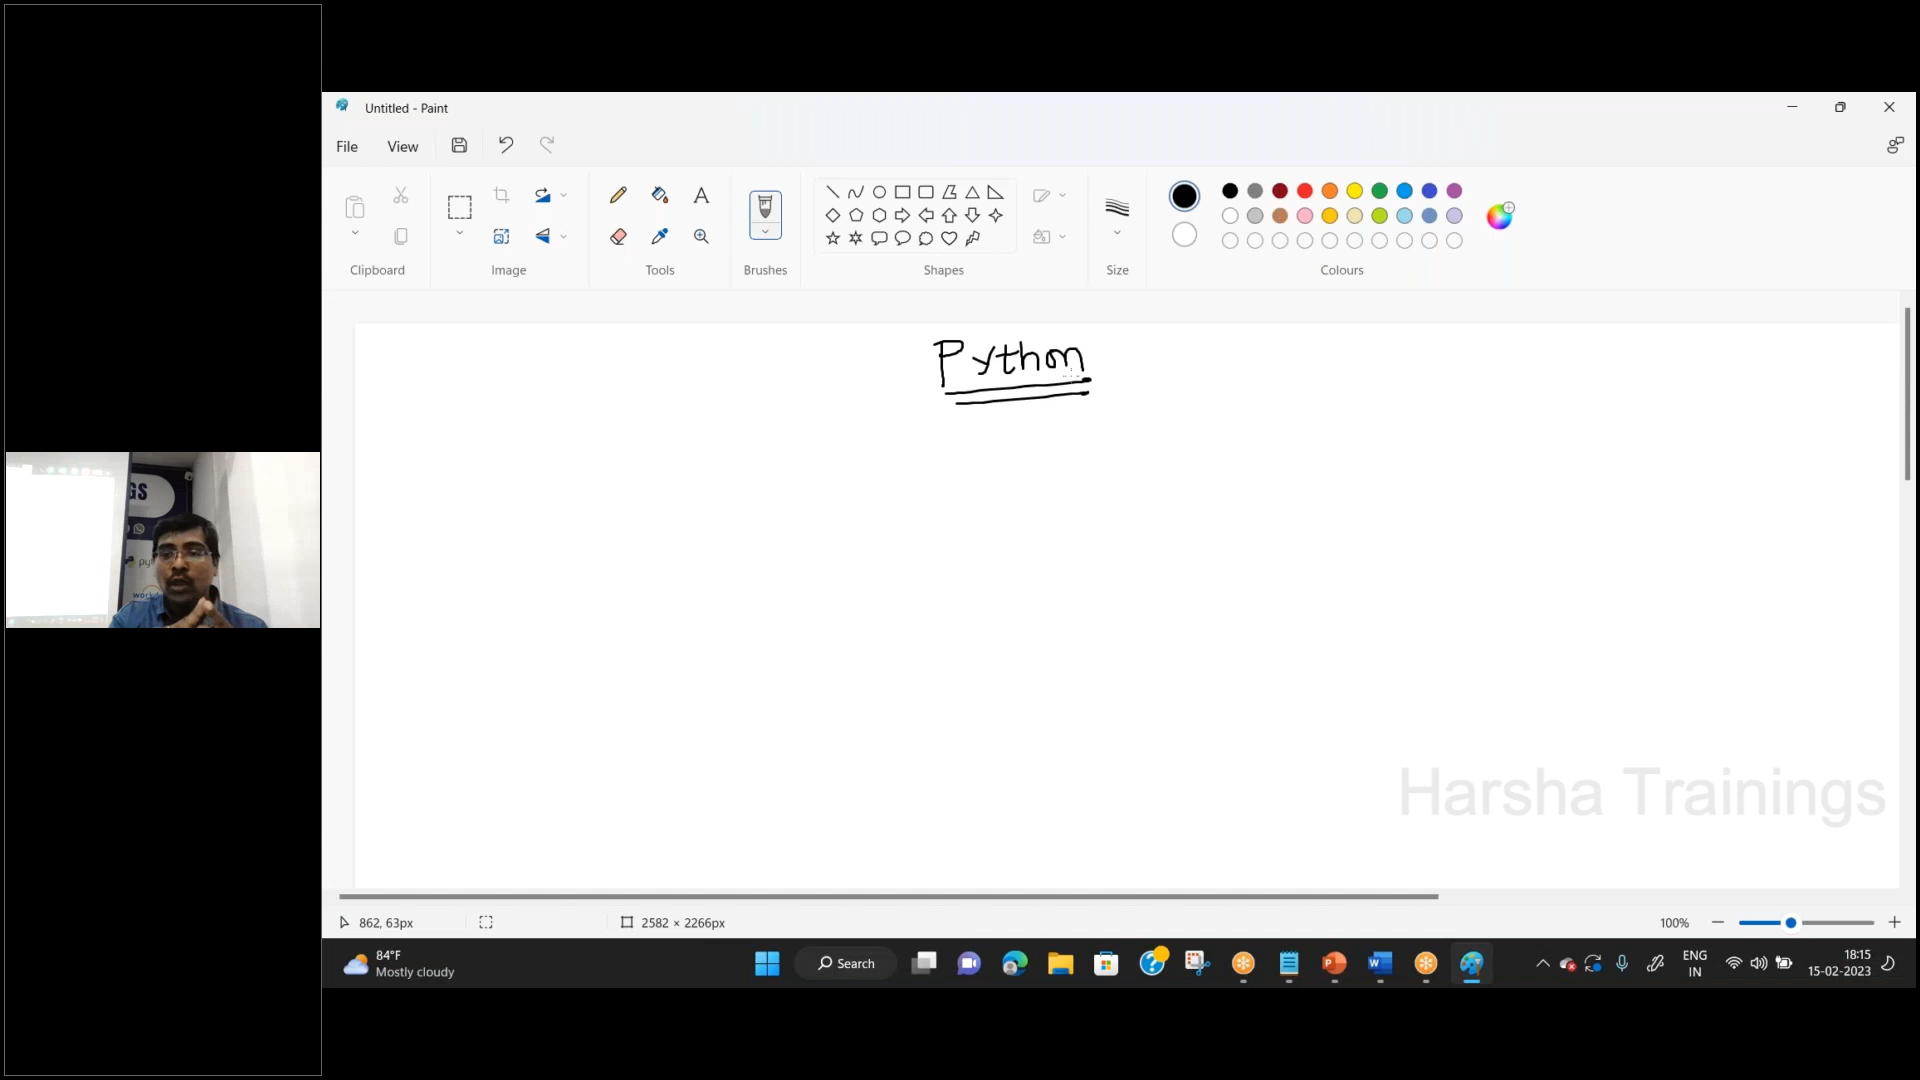 Untitled - Paint
File View
Clipboard Image Tools Brushes Shapes Size Colours
Python
GS
Harsha Trainings
862, 63px 2582 × 2266px 100%
84°F
Mostly cloudy
Search
ENG
IN
18:15
15-02-2023